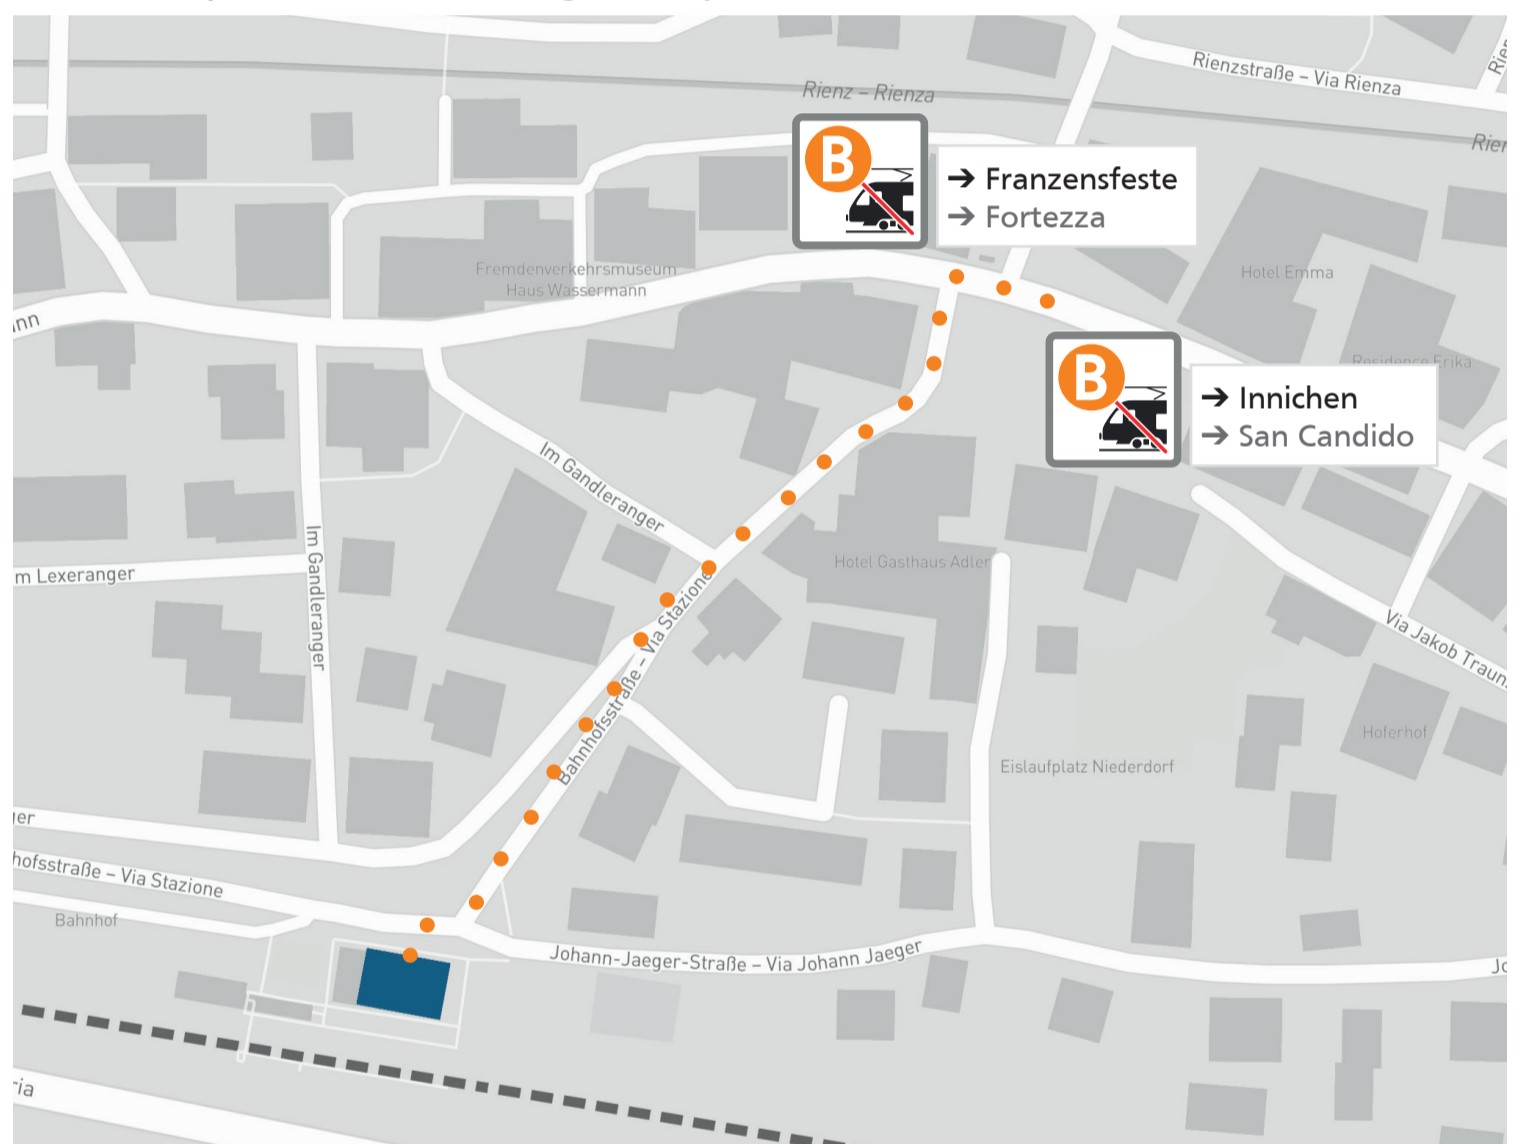 Rienzstraße – Via Rienza
Rienz – Rienza
B
→ Franzensfeste
→ Fortezza
Fremdenverkehrsmuseum
Haus Wassermann
Hotel Emma
Residence Erika
B
→ Innichen
→ San Candido
Im Gandleranger
Im Gandleranger
Hotel Gasthaus Adler
m Lexeranger
Bahnhofsstraße – Via Stazione
Via Jakob Traun
Hoferhof
Eislaufplatz Niederdorf
hofsstraße – Via Stazione
Bahnhof
Johann-Jaeger-Straße – Via Johann Jaeger